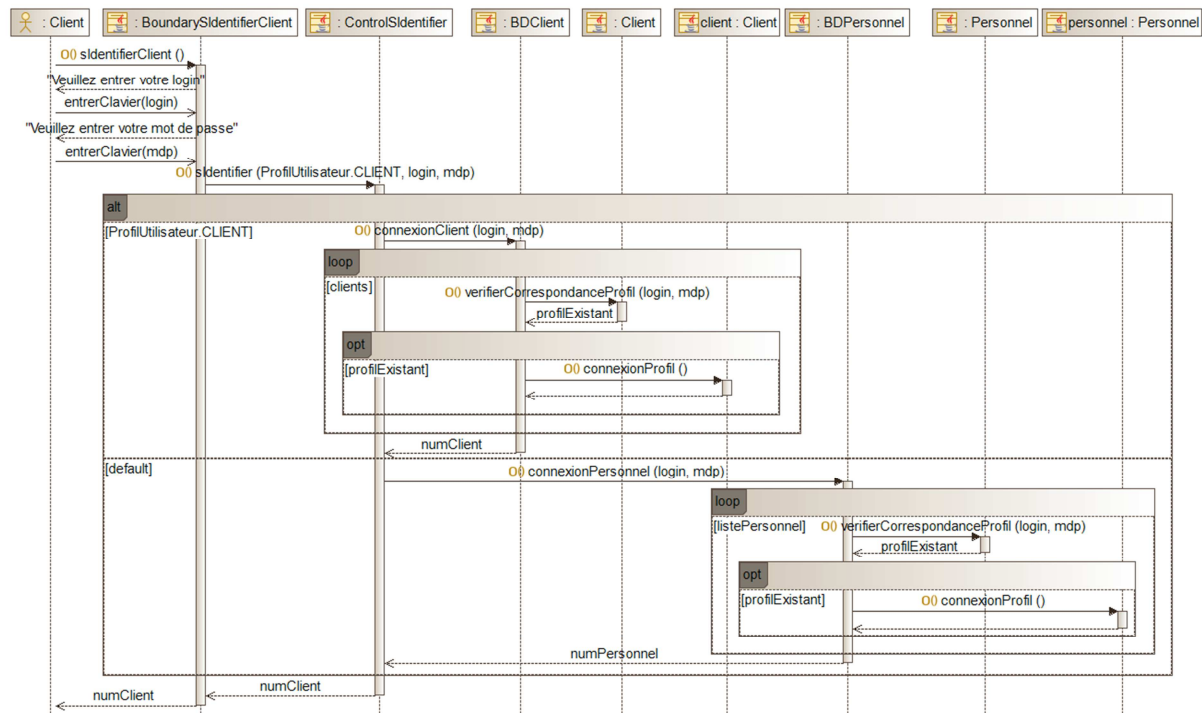 : Client : BoundarySIdentifierClient : ControlSIdentifier : BDClient : Client client : Client : BDPersonnel : Personnel personnel : Personnel
O() sIdentifierClient ()
"Veuillez entrer votre login"
entrerClavier(login)
"Veuillez entrer votre mot de passe"
entrerClavier(mdp)
O() sIdentifier (ProfilUtilisateur.CLIENT, login, mdp)
alt
[ProfilUtilisateur.CLIENT] O() connexionClient (login, mdp)
loop
[clients] O() verifierCorrespondanceProfil (login, mdp)
profilExistant
opt
[profilExistant] O() connexionProfil ()
numClient
[default] O() connexionPersonnel (login, mdp)
loop
[listePersonnel] O() verifierCorrespondanceProfil (login, mdp)
profilExistant
opt
[profilExistant] O() connexionProfil ()
numPersonnel
numClient
numClient